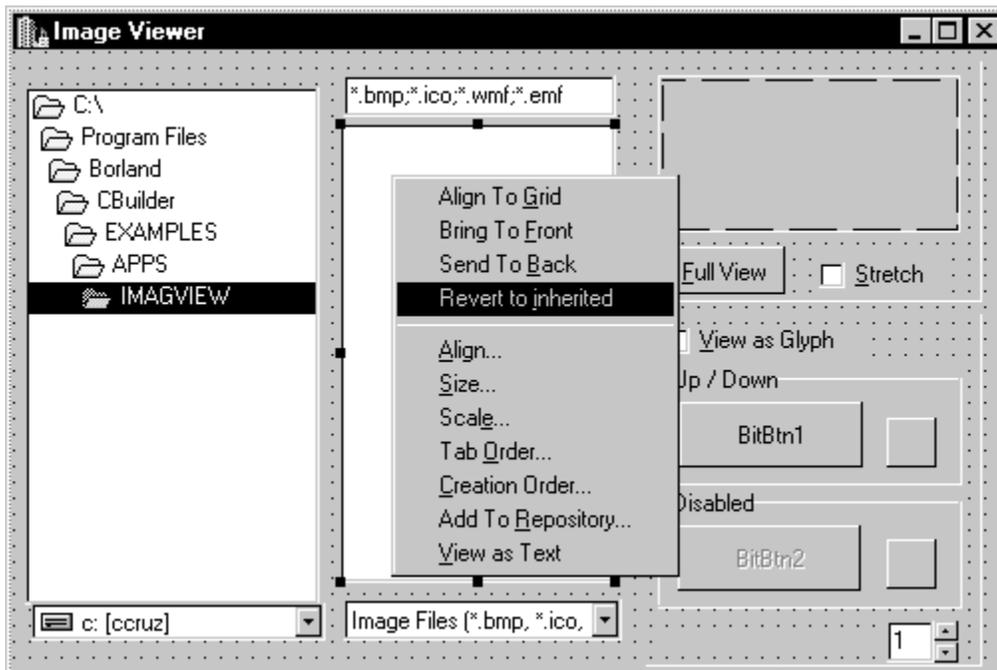 Image Viewer
C:\
Program Files
Borland
CBuilder
EXAMPLES
APPS
IMAGVIEW
c: [ccruz]
*.bmp;*.ico;*.wmf;*.emf
Align To Grid
Bring To Front
Send To Back
Revert to inherited
Align...
Size...
Scale...
Tab Order...
Creation Order...
Add To Repository...
View as Text
Image Files (*.bmp, *.ico,
Full View
Stretch
View as Glyph
Up / Down
BitBtn1
Disabled
BitBtn2
1